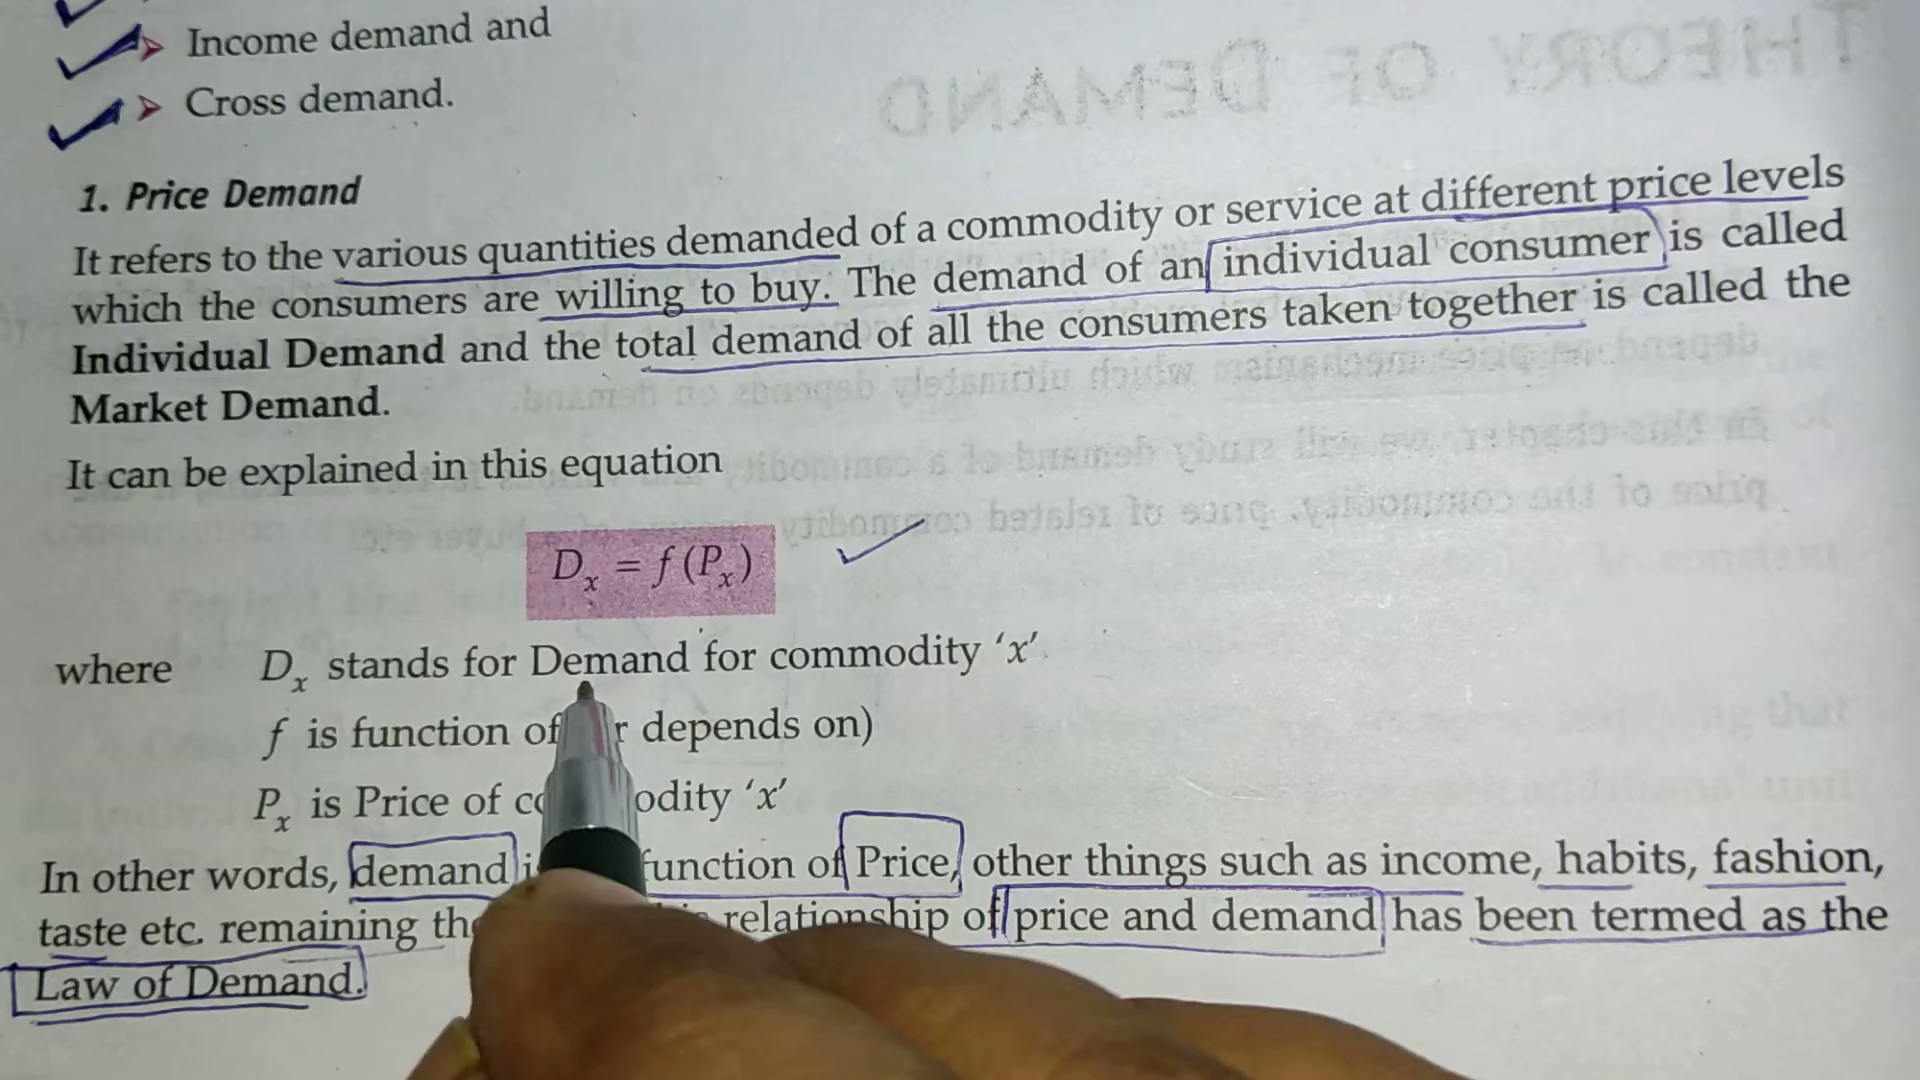 Income demand and
Cross demand.
THEORY OF DEMAND
1. Price Demand
It refers to the various quantities demanded of a commodity or service at different price levels
which the consumers are willing to buy. The demand of an individual consumer is called
Individual Demand and the total demand of all the consumers taken together is called the
Market Demand.
It can be explained in this equation
Dₓ = f (Pₓ)
where Dₓ stands for Demand for commodity ‘x’
f is function of depends on)
Pₓ is Price of ‘x’
In other words, demand function of Price, other things such as income, habits, fashion,
taste etc. remaining relationship of price and demand has been termed as the
Law of Demand.